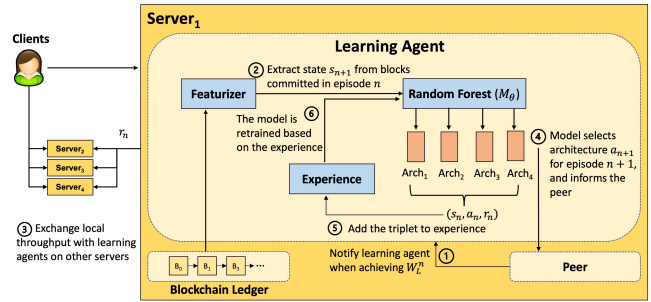 Server₁
Clients
Learning Agent
② Extract state sₙ₊₁ from blocks
committed in episode n
Featurizer
Random Forest (M_θ)
⑥
The model is
retrained based
on the experience
rₙ
Server₂
Server₃
Server₄
Arch₁ Arch₂ Arch₃ Arch₄
④ Model selects
architecture aₙ₊₁
for episode n + 1,
and informs the
peer
Experience
(sₙ, aₙ, rₙ)
⑤ Add the triplet to experience
③ Exchange local
throughput with learning
agents on other servers
Notify learning agent ①
when achieving W_L^n
B₀ B₁ B₃ ···
Blockchain Ledger
Peer